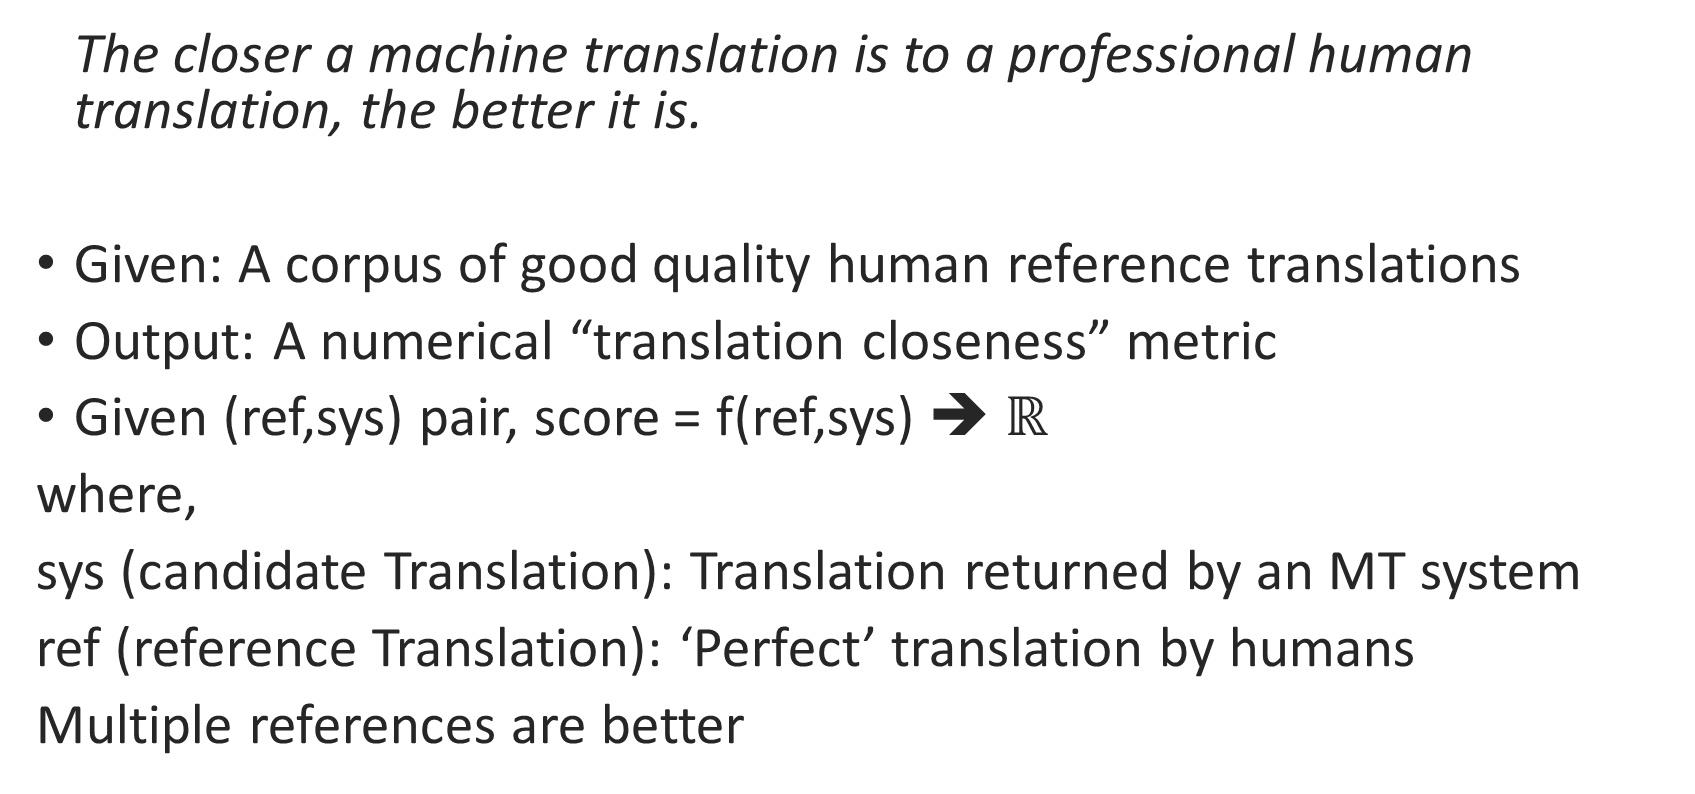 The closer a machine translation is to a professional human
translation, the better it is.
• Given: A corpus of good quality human reference translations
• Output: A numerical “translation closeness” metric
• Given (ref,sys) pair, score = f(ref,sys) ➔ ℝ
where,
sys (candidate Translation): Translation returned by an MT system
ref (reference Translation): ‘Perfect’ translation by humans
Multiple references are better